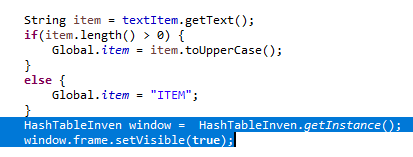 String item = textItem.getText();
if(item.length() > 0) {
Global.item = item.toUpperCase();
}
else {
Global.item = "ITEM";
}
HashTableInven window =  HashTableInven.getInstance();
window.frame.setVisible(true);